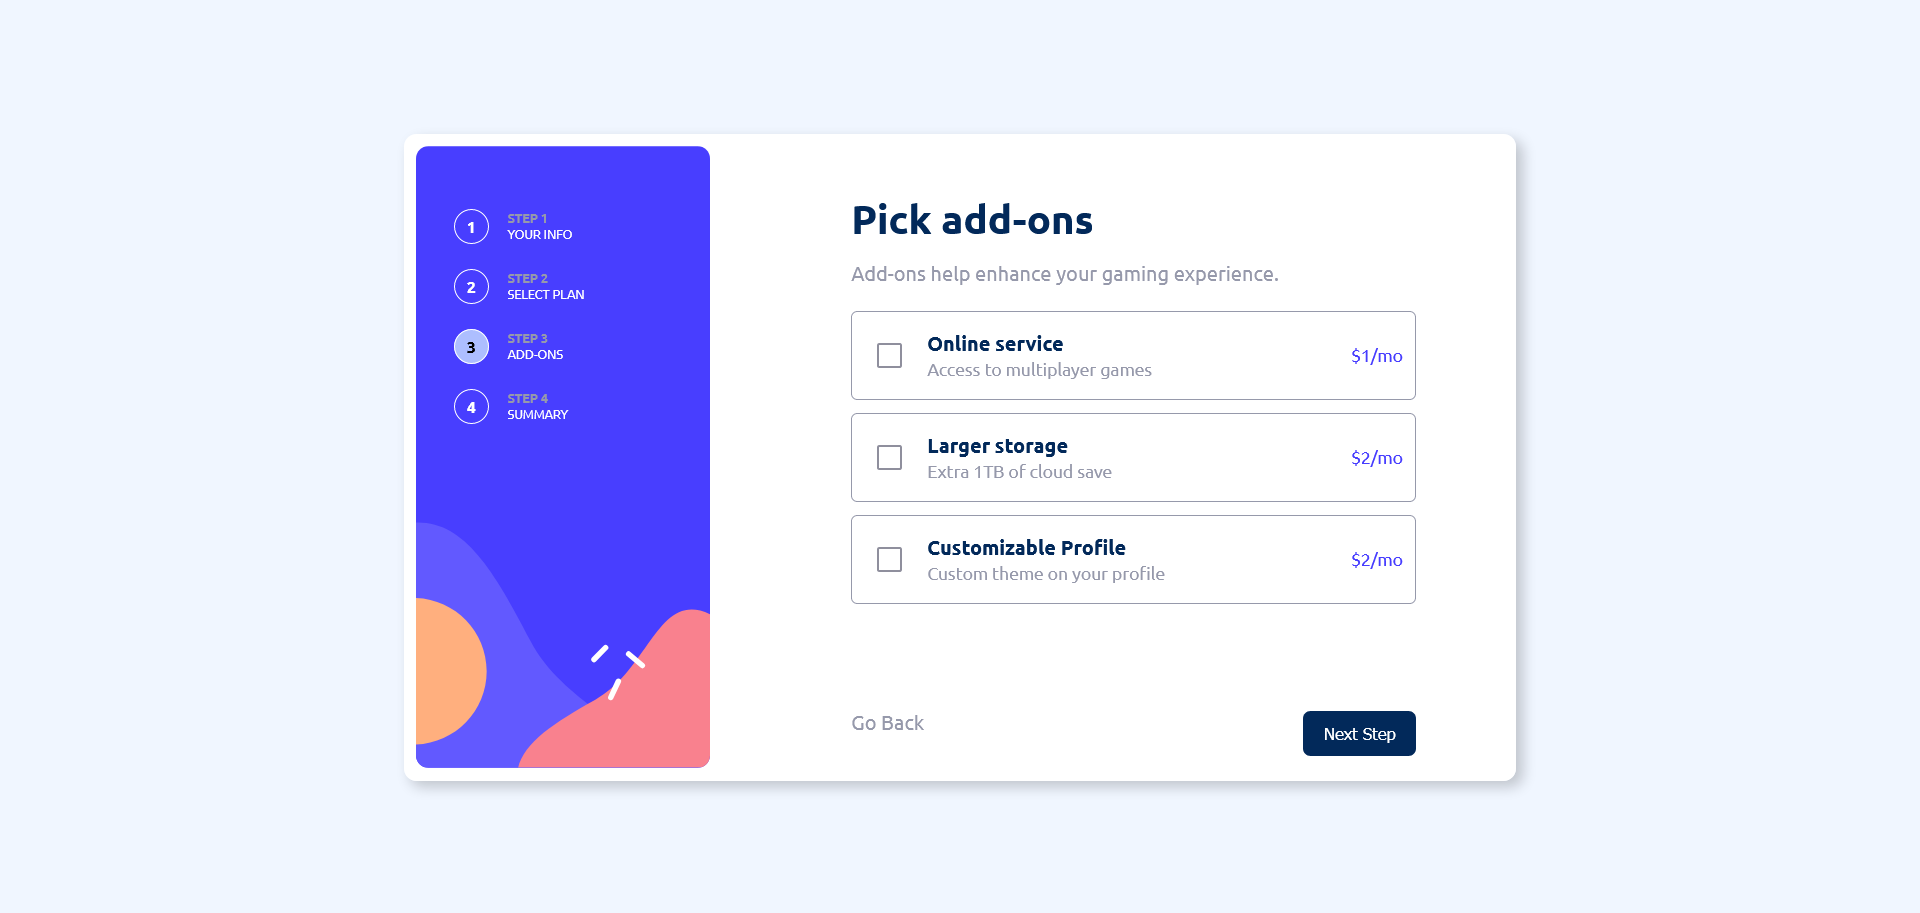 1
STEP 1
YOUR INFO
2
STEP 2
SELECT PLAN
3
STEP 3
ADD-ONS
4
STEP 4
SUMMARY
Pick add-ons
Add-ons help enhance your gaming experience.
Online service
Access to multiplayer games
$1/mo
Larger storage
Extra 1TB of cloud save
$2/mo
Customizable Profile
Custom theme on your profile
$2/mo
Go Back
Next Step